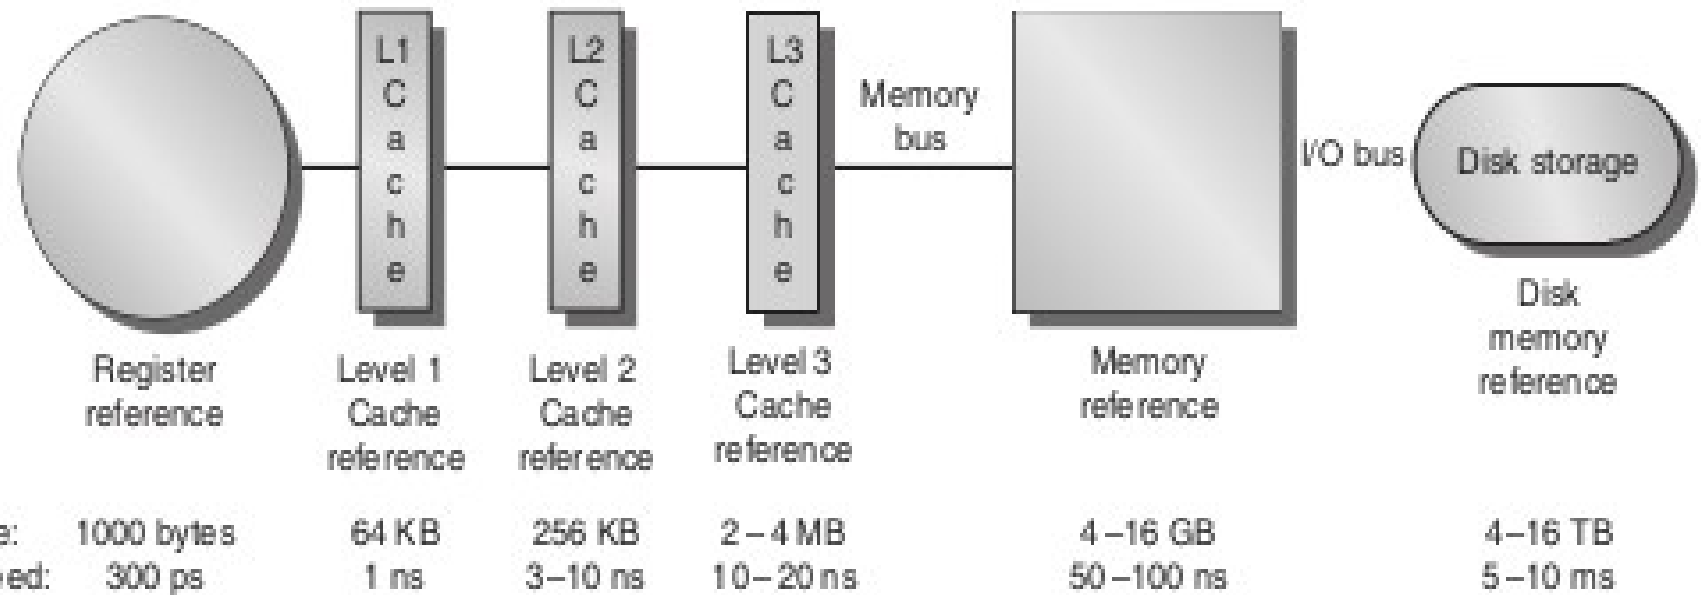 L1
C
a
c
h
e
L2
C
a
c
h
e
L3
C
a
c
h
e
Memory
bus
I/O bus
Disk storage
Register
reference
Level 1
Cache
reference
Level 2
Cache
reference
Level 3
Cache
reference
Memory
reference
Disk
memory
reference
e: 1000 bytes 64 KB 256 KB 2–4 MB 4–16 GB 4–16 TB
eed: 300 ps 1 ns 3–10 ns 10–20 ns 50–100 ns 5–10 ms